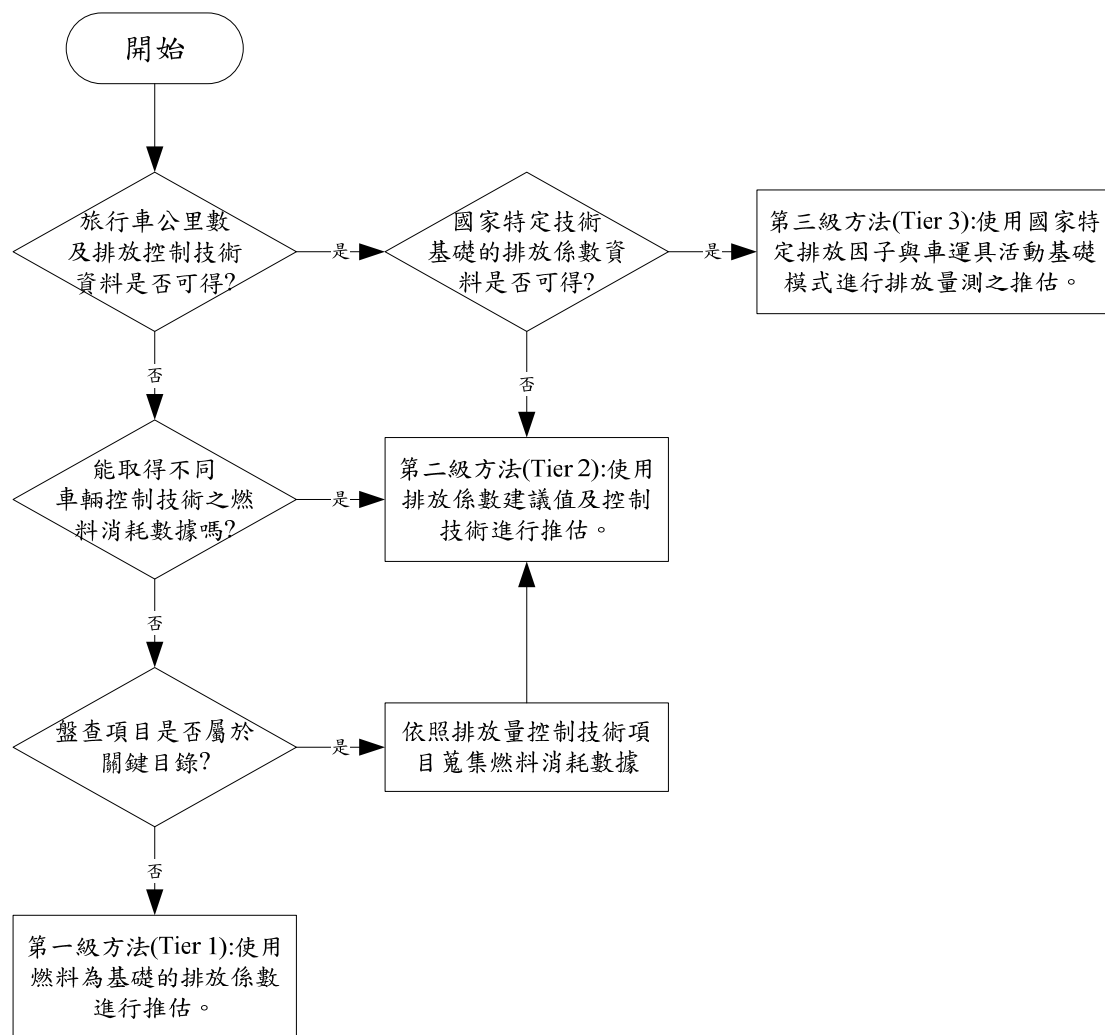 開始
旅行車公里數
及排放控制技術
資料是否可得?
是
國家特定技術
基礎的排放係數資
料是否可得?
是
第三級方法(Tier 3):使用國家特
定排放因子與車運具活動基礎
模式進行排放量測之推估。
否
否
能取得不同
車輛控制技術之燃
料消耗數據嗎?
是
第二級方法(Tier 2):使用
排放係數建議值及控制
技術進行推估。
否
盤查項目是否屬於
關鍵目錄?
是
依照排放量控制技術項
目蒐集燃料消耗數據
否
第一級方法(Tier 1):使用
燃料為基礎的排放係數
進行推估。